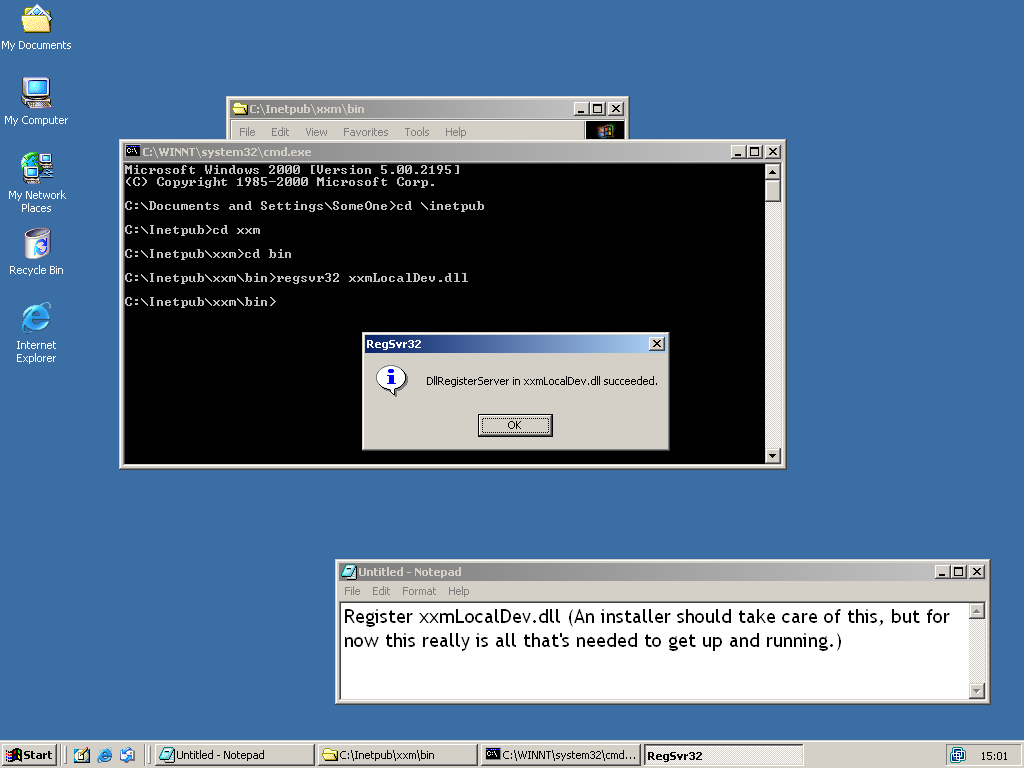 My Documents
My Computer
My Network
Places
Recycle Bin
Internet
Explorer
C:\Inetpub\xxm\bin
File Edit View Favorites Tools Help
C:\WINNT\system32\cmd.exe
Microsoft Windows 2000 [Version 5.00.2195]
(C) Copyright 1985-2000 Microsoft Corp.
C:\Documents and Settings\SomeOne>cd \inetpub
C:\Inetpub>cd xxm
C:\Inetpub\xxm>cd bin
C:\Inetpub\xxm\bin>regsvr32 xxmLocalDev.dll
C:\Inetpub\xxm\bin>
RegSvr32
DllRegisterServer in xxmLocalDev.dll succeeded.
OK
Untitled - Notepad
File Edit Format Help
Register xxmLocalDev.dll (An installer should take care of this, but for
now this really is all that's needed to get up and running.)
Start Untitled - Notepad C:\Inetpub\xxm\bin C:\WINNT\system32\cmd... RegSvr32 15:01